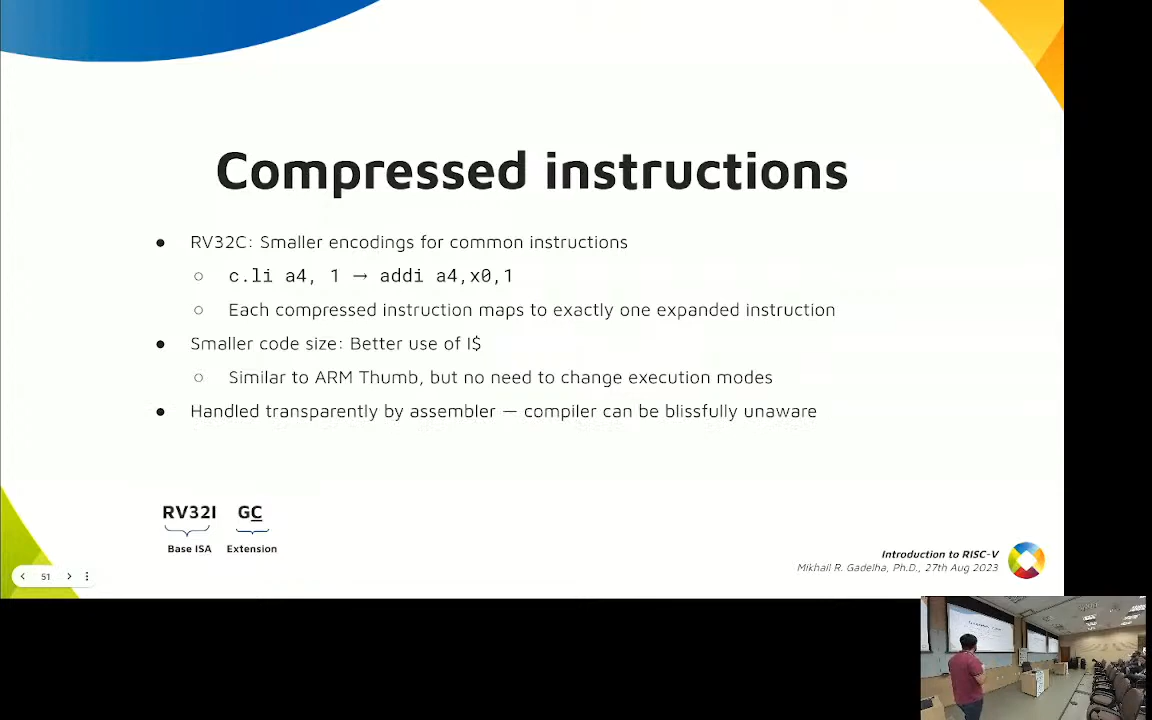 Compressed instructions
● RV32C: Smaller encodings for common instructions
○ c.li a4, 1 → addi a4,x0,1
○ Each compressed instruction maps to exactly one expanded instruction
● Smaller code size: Better use of I$
○ Similar to ARM Thumb, but no need to change execution modes
● Handled transparently by assembler — compiler can be blissfully unaware
RV32I GC
Base ISA Extension
51
Introduction to RISC-V
Mikhail R. Gadelha, Ph.D., 27th Aug 2023